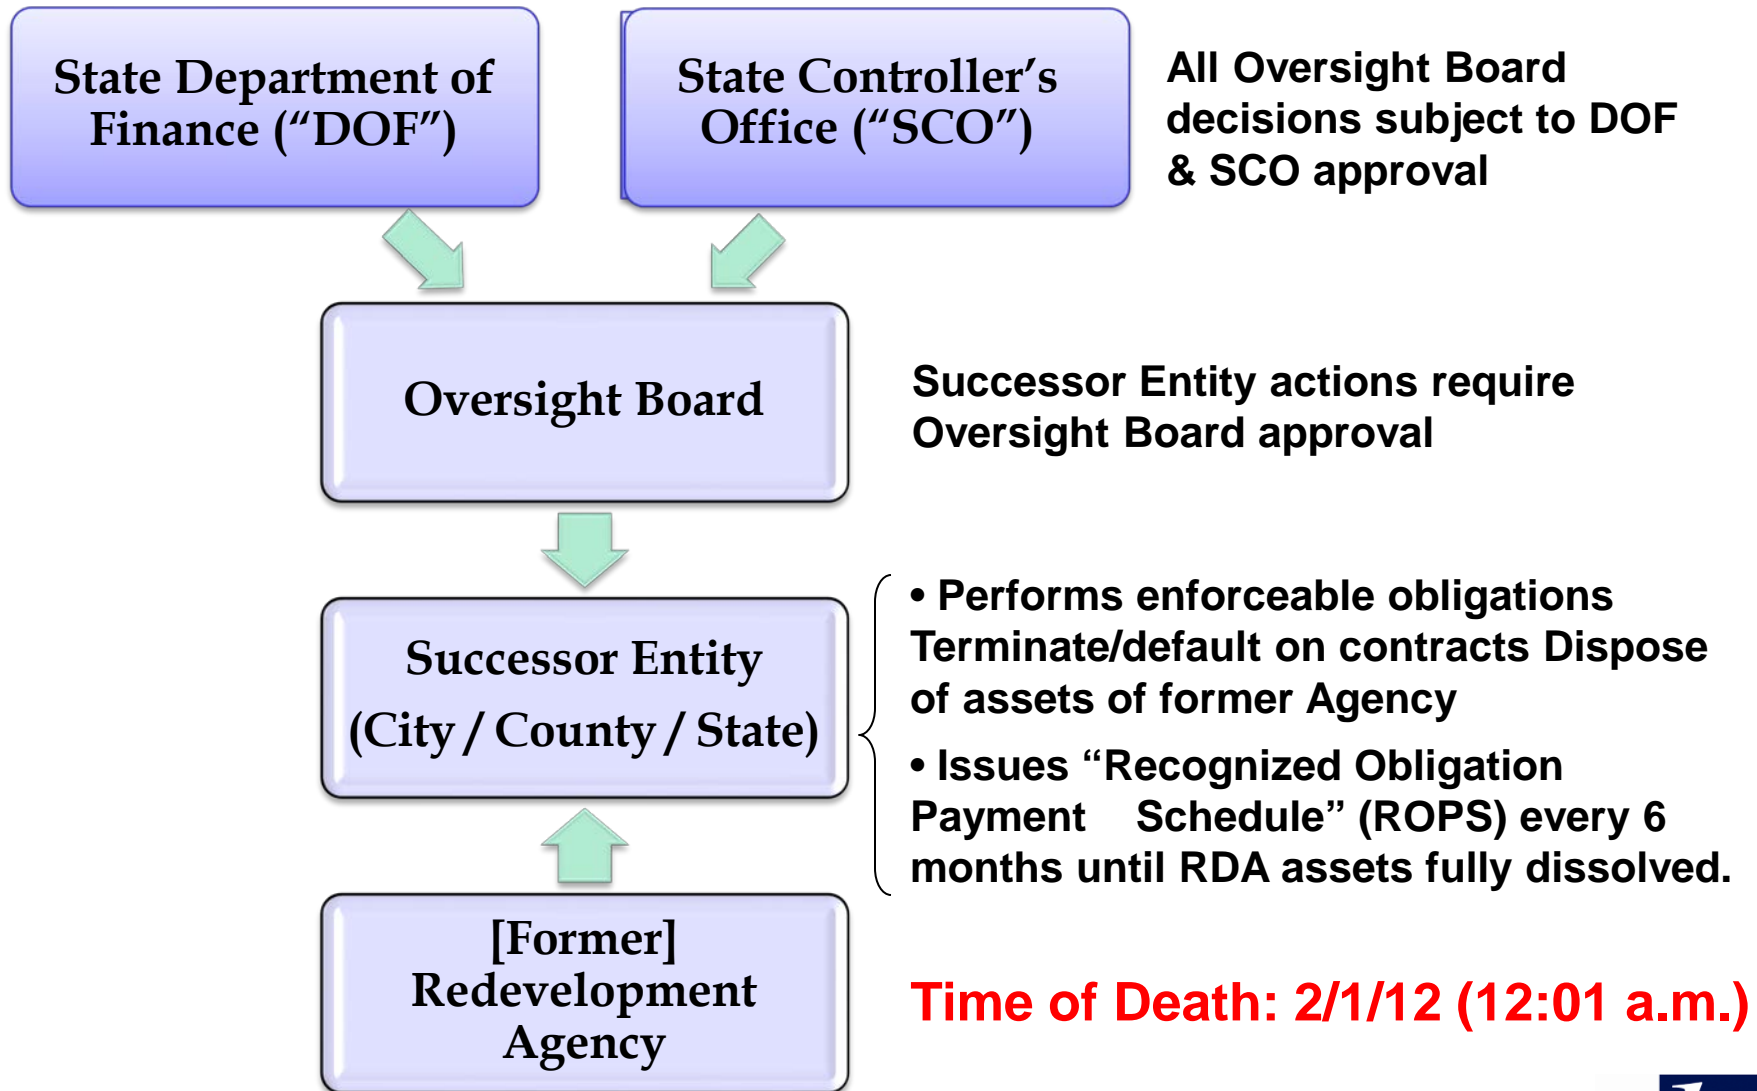 State Department of
Finance (“DOF”)
State Controller’s
Office (“SCO”)
All Oversight Board
decisions subject to DOF
& SCO approval
Oversight Board
Successor Entity actions require
Oversight Board approval
Successor Entity
(City / County / State)
• Performs enforceable obligations
Terminate/default on contracts Dispose
of assets of former Agency
• Issues “Recognized Obligation
Payment Schedule” (ROPS) every 6
months until RDA assets fully dissolved.
[Former]
Redevelopment
Agency
Time of Death: 2/1/12 (12:01 a.m.)